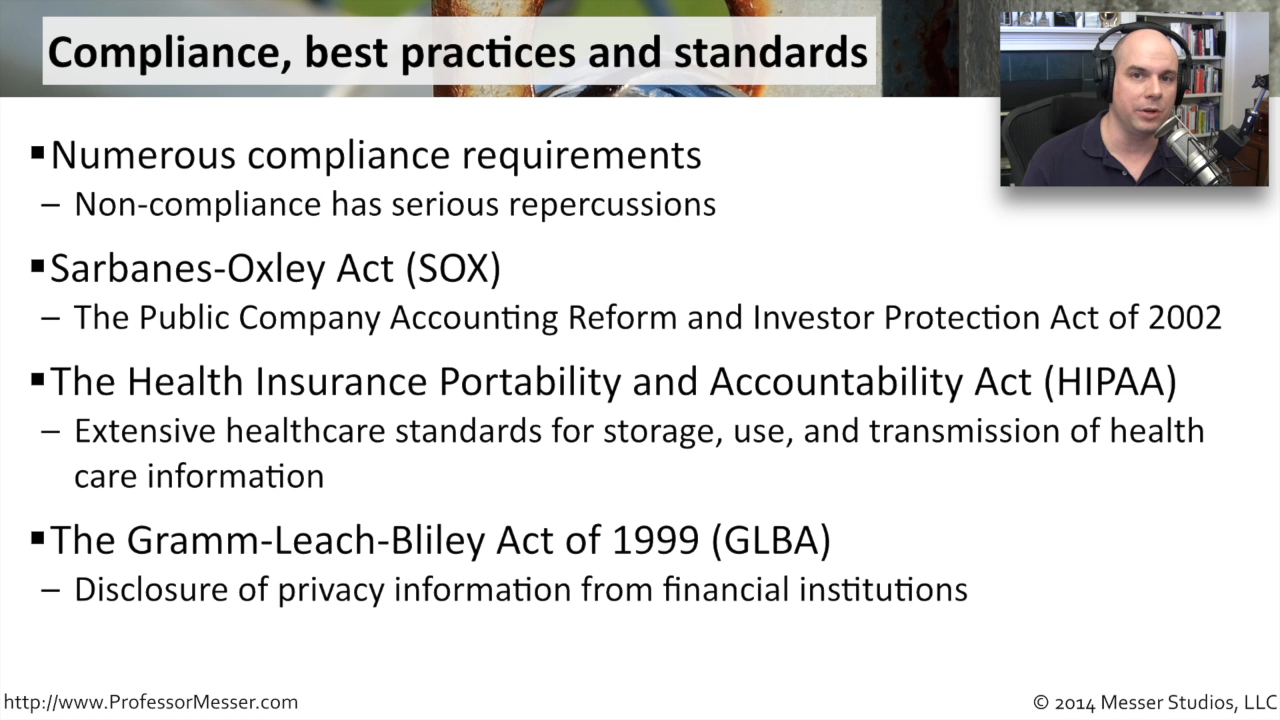 Compliance, best practices and standards
▪Numerous compliance requirements
– Non-compliance has serious repercussions
▪Sarbanes-Oxley Act (SOX)
– The Public Company Accounting Reform and Investor Protection Act of 2002
▪The Health Insurance Portability and Accountability Act (HIPAA)
– Extensive healthcare standards for storage, use, and transmission of health
care information
▪The Gramm-Leach-Bliley Act of 1999 (GLBA)
– Disclosure of privacy information from financial institutions
http://www.ProfessorMesser.com
© 2014 Messer Studios, LLC